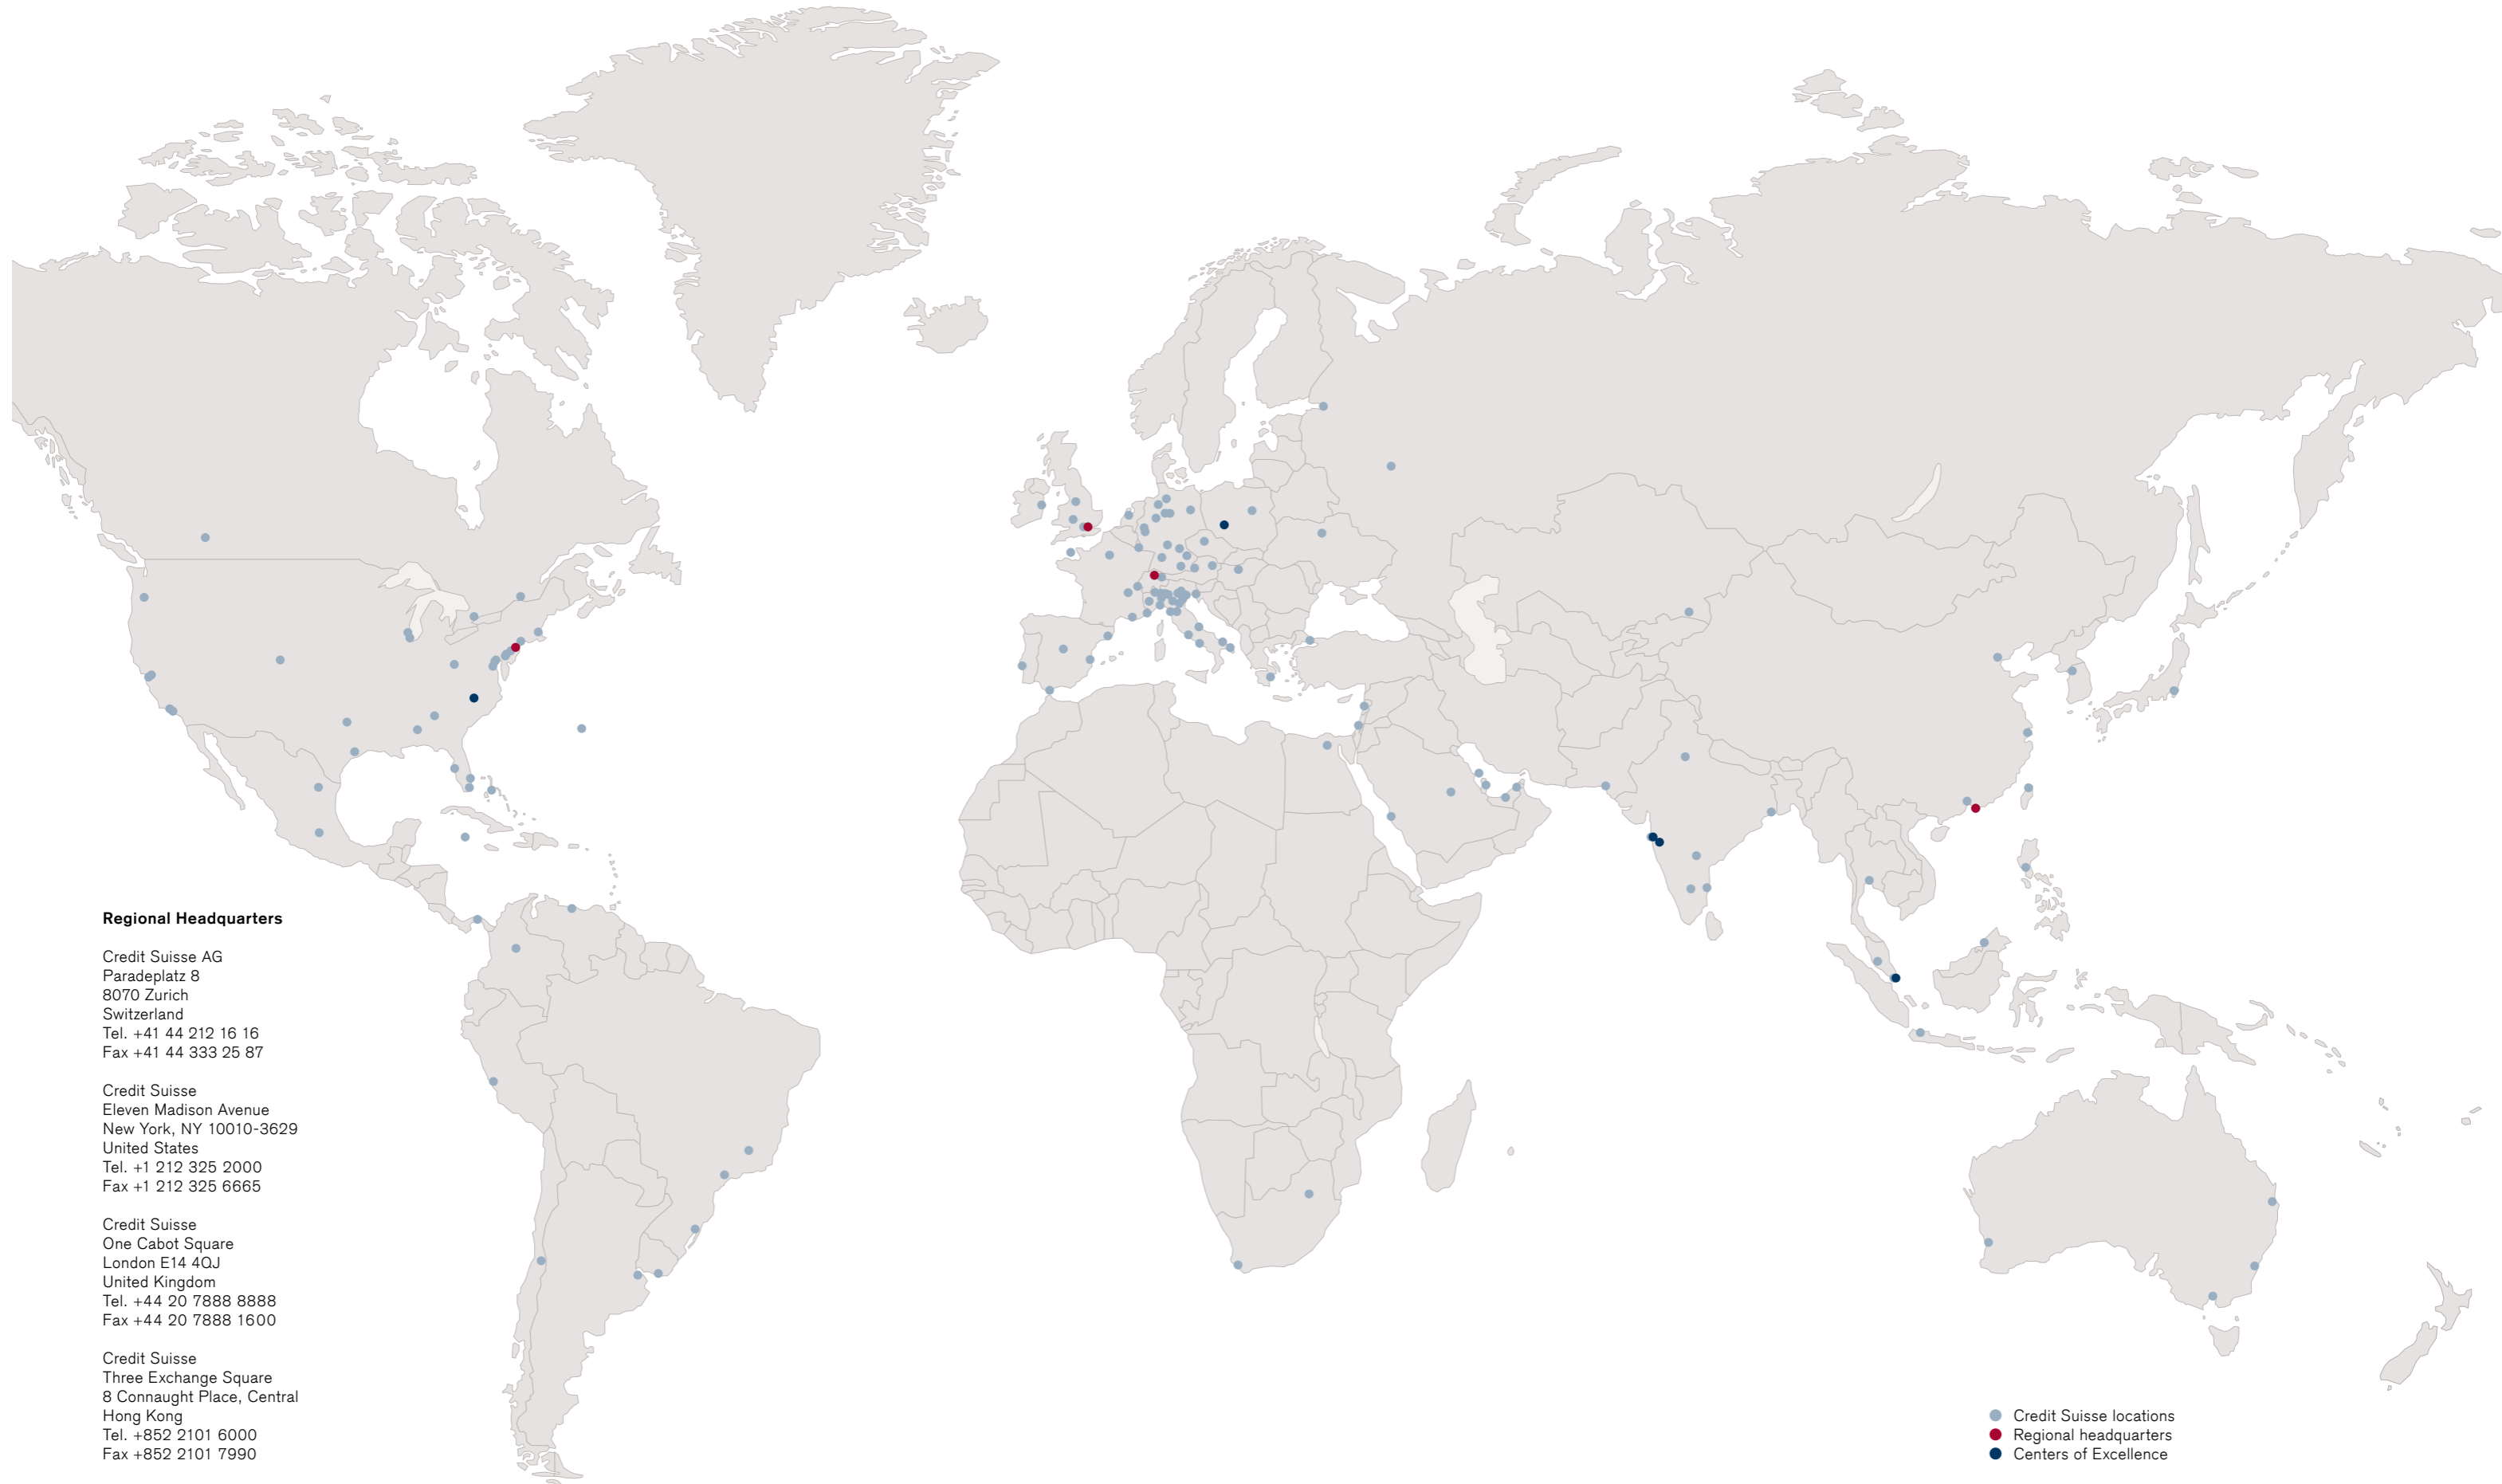 Regional Headquarters
Credit Suisse AG
Paradeplatz 8
8070 Zurich
Switzerland
Tel. +41 44 212 16 16
Fax +41 44 333 25 87
Credit Suisse
Eleven Madison Avenue
New York, NY 10010-3629
United States
Tel. +1 212 325 2000
Fax +1 212 325 6665
Credit Suisse
One Cabot Square
London E14 4QJ
United Kingdom
Tel. +44 20 7888 8888
Fax +44 20 7888 1600
Credit Suisse
Three Exchange Square
8 Connaught Place, Central
Hong Kong
Tel. +852 2101 6000
Fax +852 2101 7990
Credit Suisse locations
Regional headquarters
Centers of Excellence